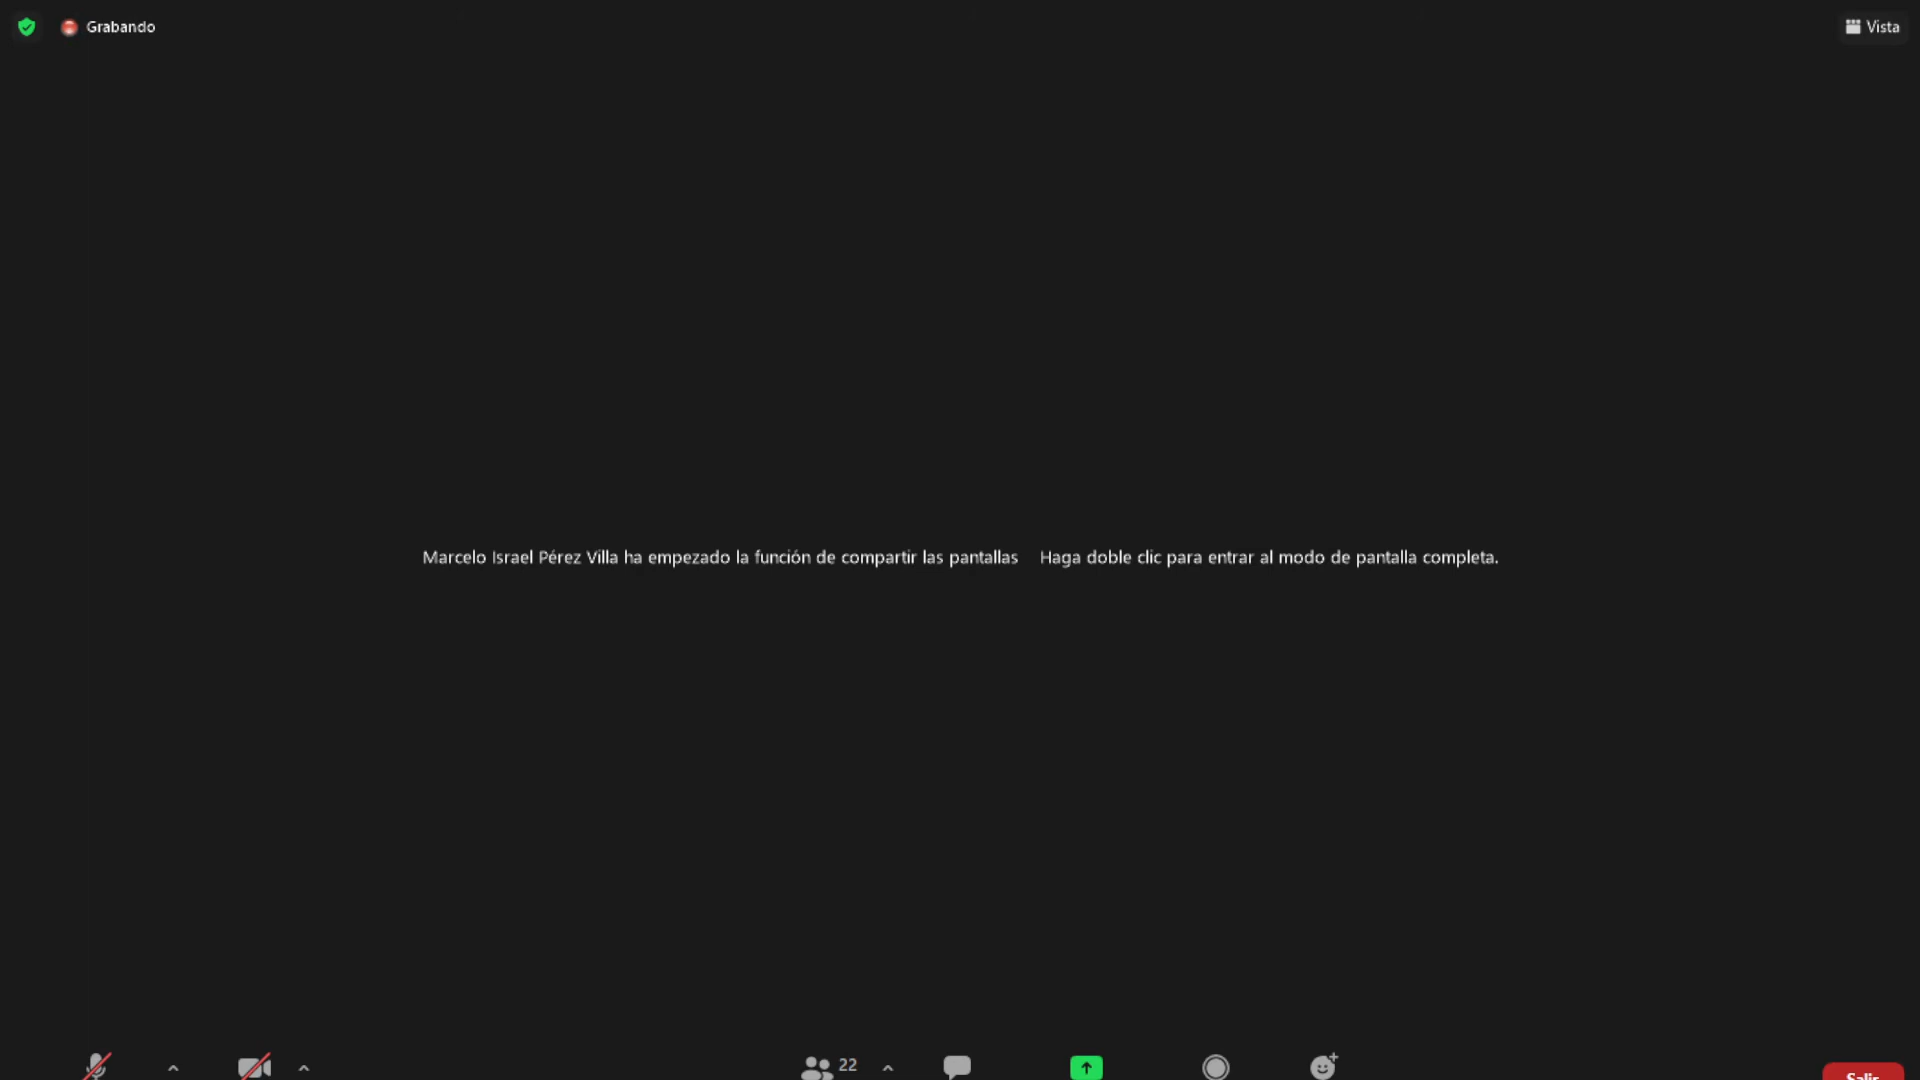 Grabando
Vista
Marcelo Israel Pérez Villa ha empezado la función de compartir las pantallas Haga doble clic para entrar al modo de pantalla completa.
22
Salir